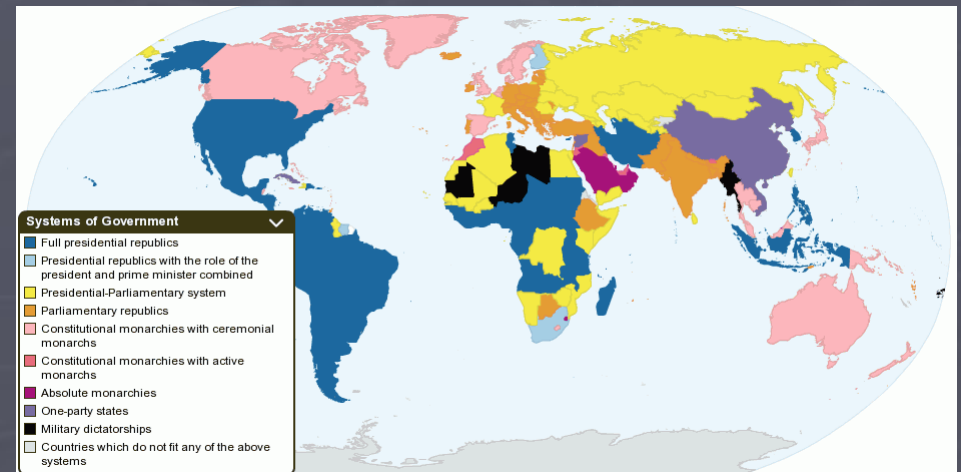 Systems of Government
Full presidential republics
Presidential republics with the role of the
president and prime minister combined
Presidential-Parliamentary system
Parliamentary republics
Constitutional monarchies with ceremonial
monarchs
Constitutional monarchies with active
monarchs
Absolute monarchies
One-party states
Military dictatorships
Countries which do not fit any of the above
systems